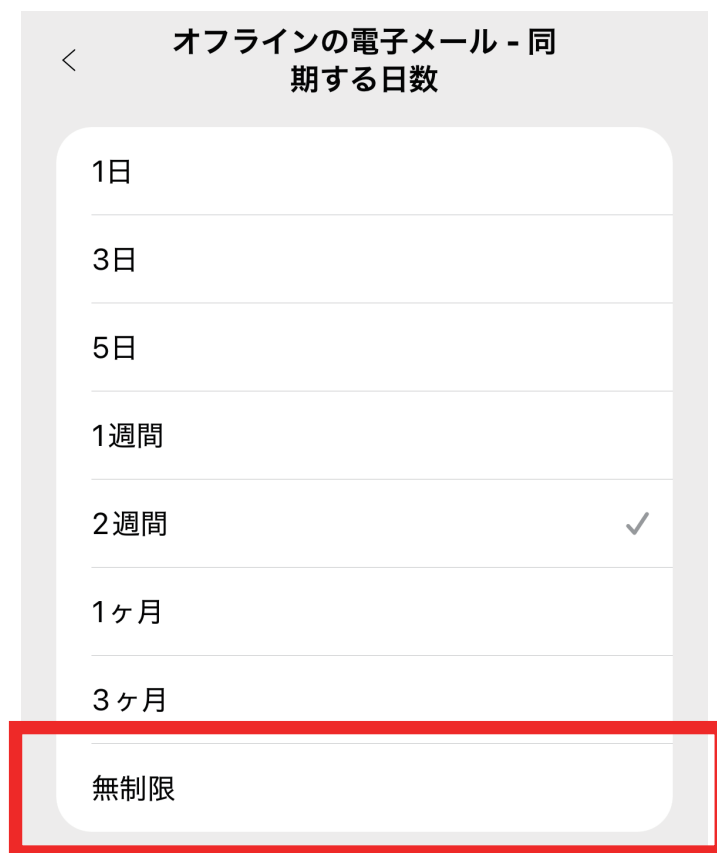 オフラインの電子メール - 同
期する日数
1日
3日
5日
1週間
2週間
1ヶ月
3ヶ月
無制限